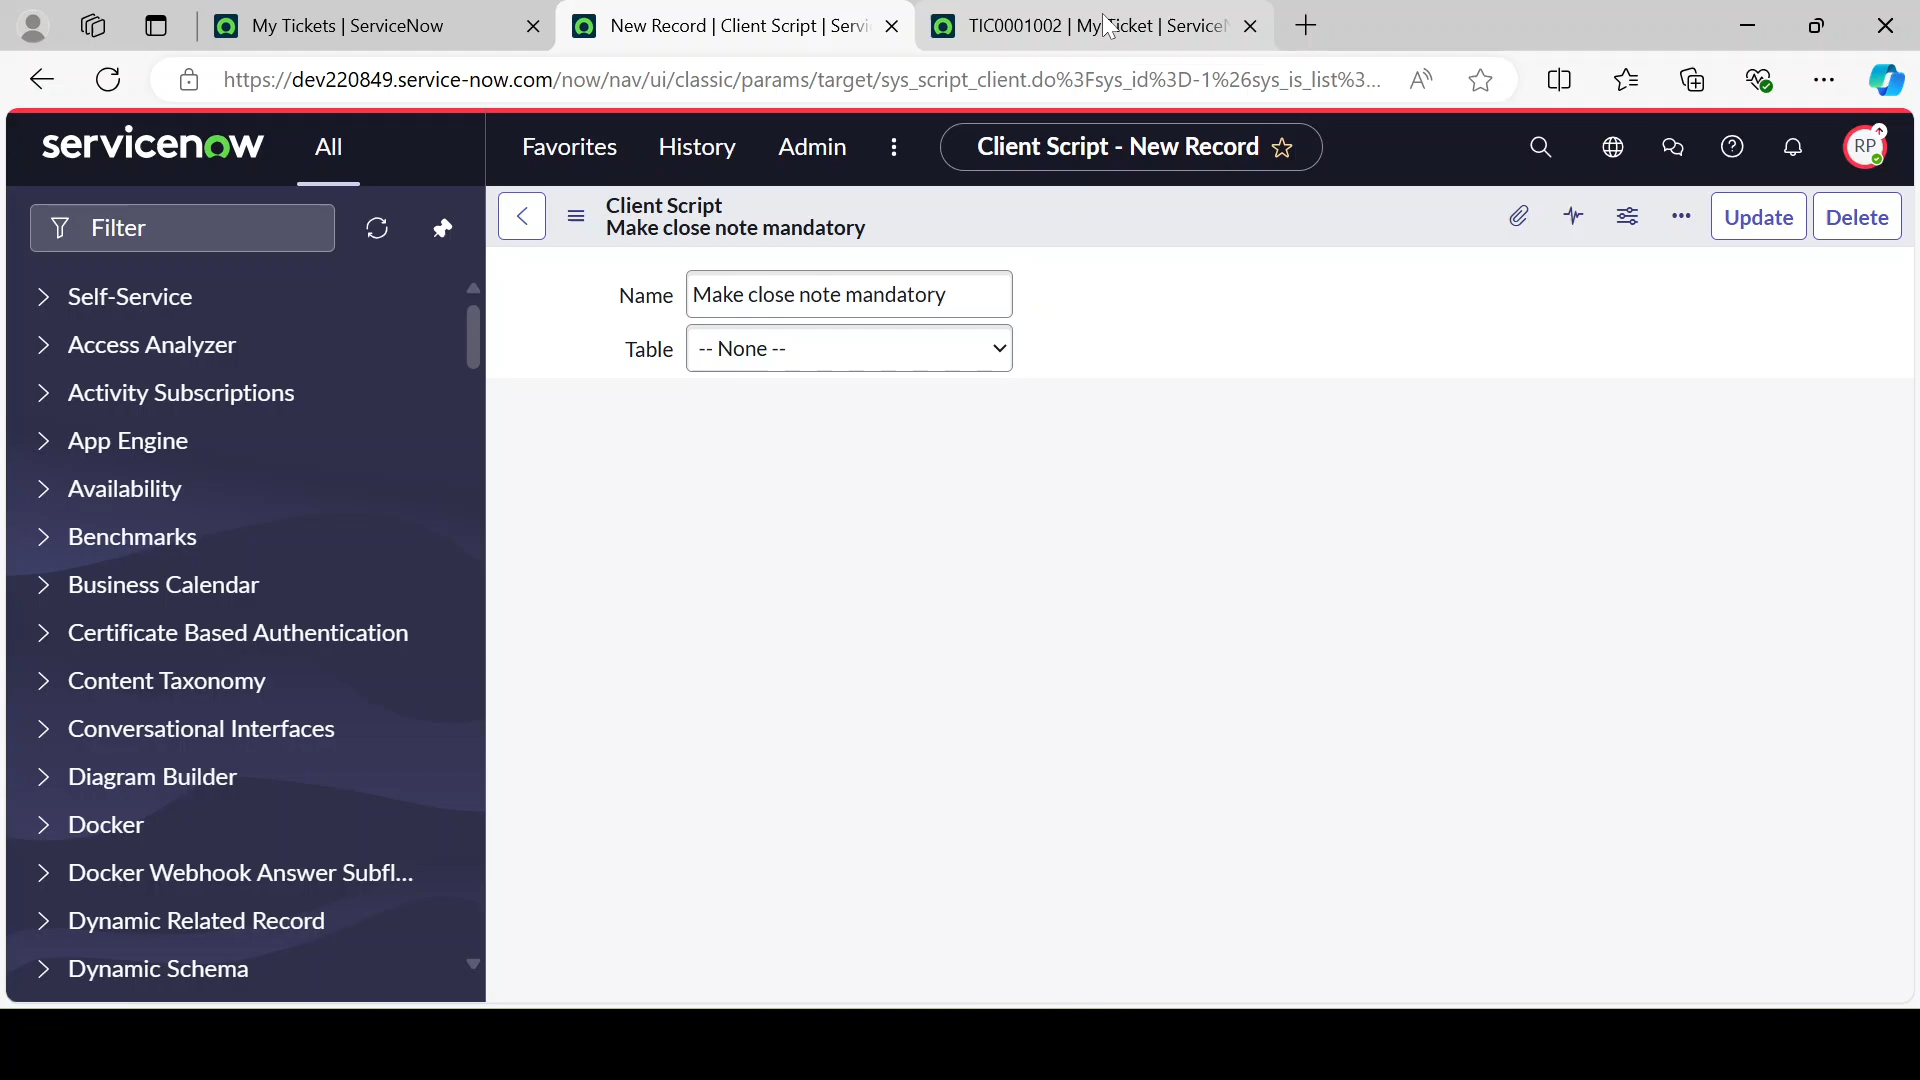 My Tickets | ServiceNow
New Record | Client Script | Servi
TIC0001002 | My Ticket | ServiceN
https://dev220849.service-now.com/now/nav/ui/classic/params/target/sys_script_client.do%3Fsys_id%3D-1%26sys_is_list%3...
servicenow
All
Favorites
History
Admin
Client Script - New Record
RP
Filter
Client Script
Make close note mandatory
Update
Delete
Name
Make close note mandatory
Table
-- None --
Self-Service
Access Analyzer
Activity Subscriptions
App Engine
Availability
Benchmarks
Business Calendar
Certificate Based Authentication
Content Taxonomy
Conversational Interfaces
Diagram Builder
Docker
Docker Webhook Answer Subfl...
Dynamic Related Record
Dynamic Schema